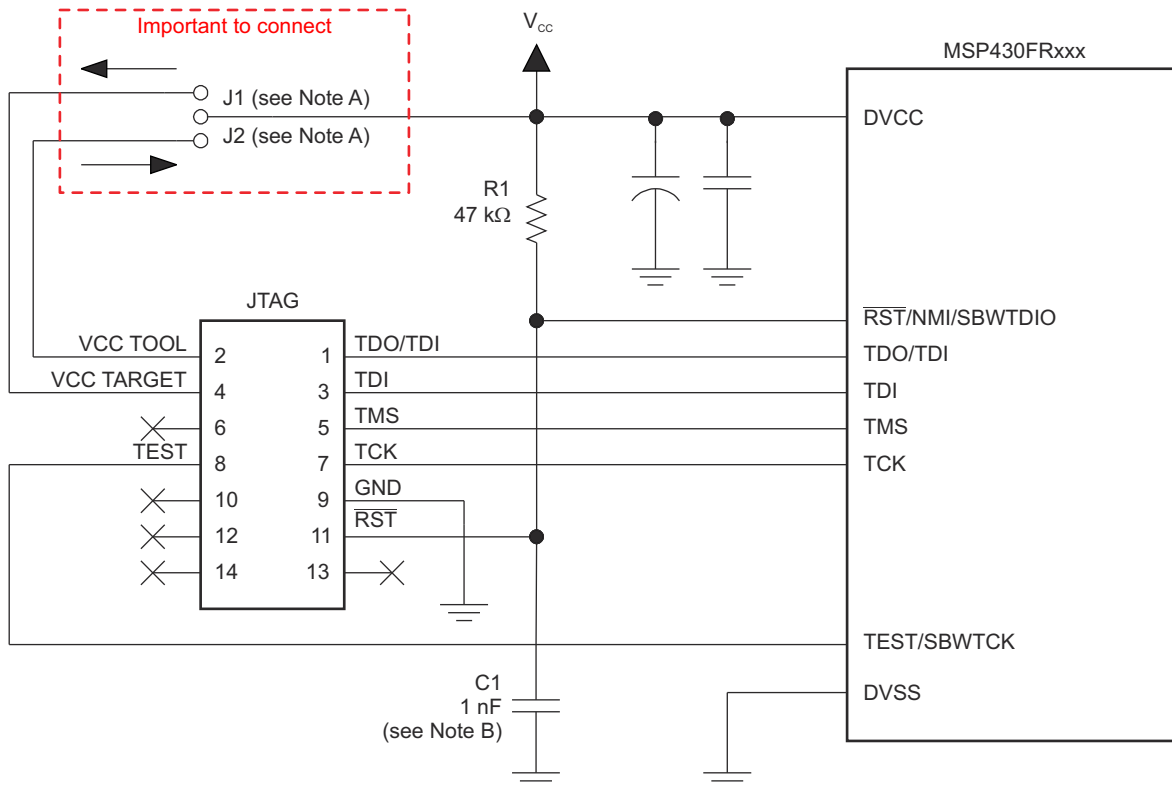 Important to connect
VCC
MSP430FRxxx
J1 (see Note A)
J2 (see Note A)
DVCC
R1
47 kΩ
JTAG
RST/NMI/SBWTDIO
VCC TOOL
2
1
TDO/TDI
TDO/TDI
VCC TARGET
4
3
TDI
TDI
6
5
TMS
TMS
TEST
8
7
TCK
TCK
10
9
GND
12
11
RST
14
13
TEST/SBWTCK
C1
1 nF
(see Note B)
DVSS